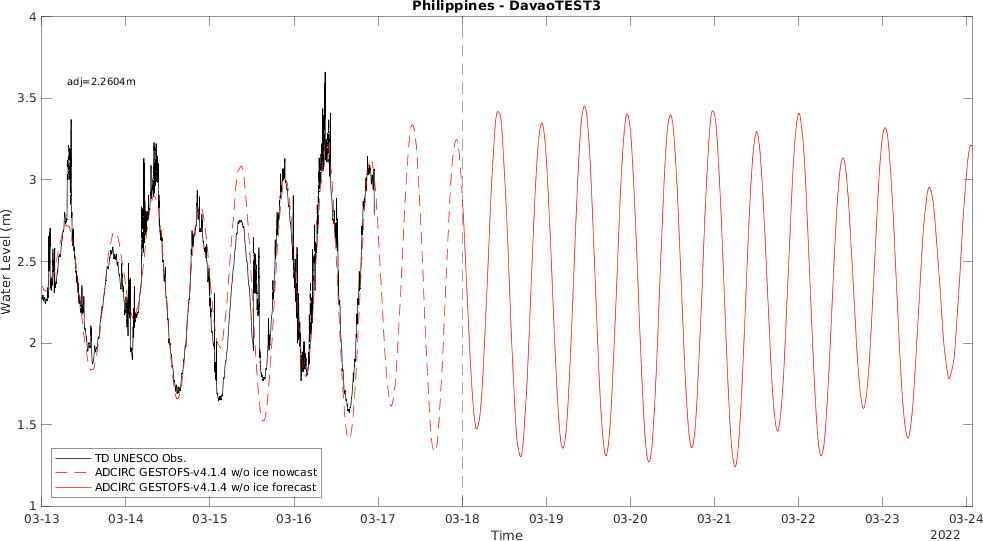 Philippines - DavaoTEST3
4
adj=2.2604m
3.5
3
2.5
2
1.5
1
Water Level (m)
TD UNESCO Obs.
ADCIRC GESTOFS-v4.1.4 w/o ice nowcast
ADCIRC GESTOFS-v4.1.4 w/o ice forecast
03-13 03-14 03-15 03-16 03-17 03-18 03-19 03-20 03-21 03-22 03-23 03-24
Time
2022